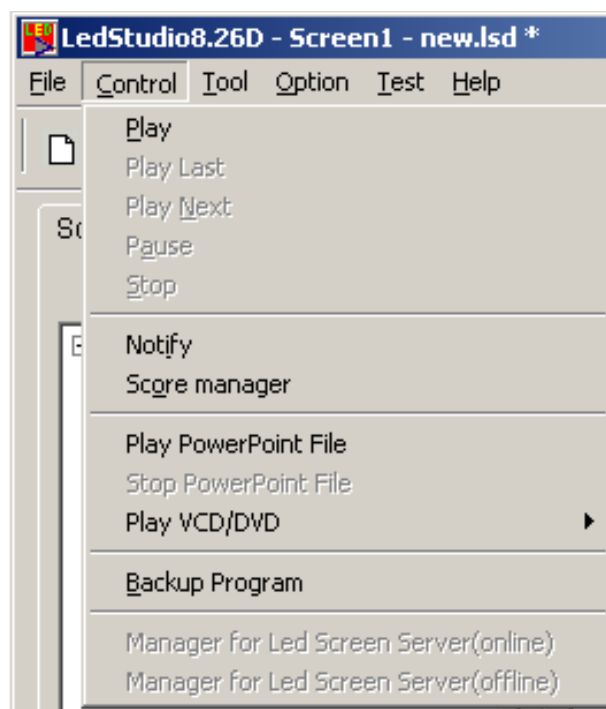 LedStudio8.26D - Screen1 - new.lsd *
File Control Tool Option Test Help
Play
Play Last
Play Next
Pause
Stop
Notify
Score manager
Play PowerPoint File
Stop PowerPoint File
Play VCD/DVD
Backup Program
Manager for Led Screen Server(online)
Manager for Led Screen Server(offline)